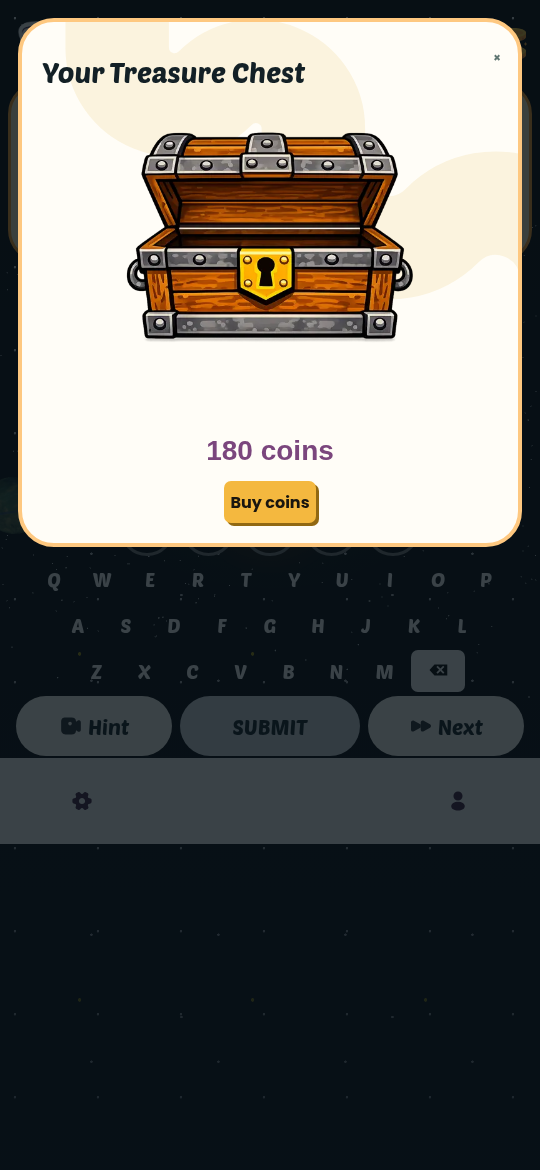 Your Treasure Chest
×
180 coins
Buy coins
Q W E R T Y U I O P
A S D F G H J K L
Z X C V B N M
Hint SUBMIT Next